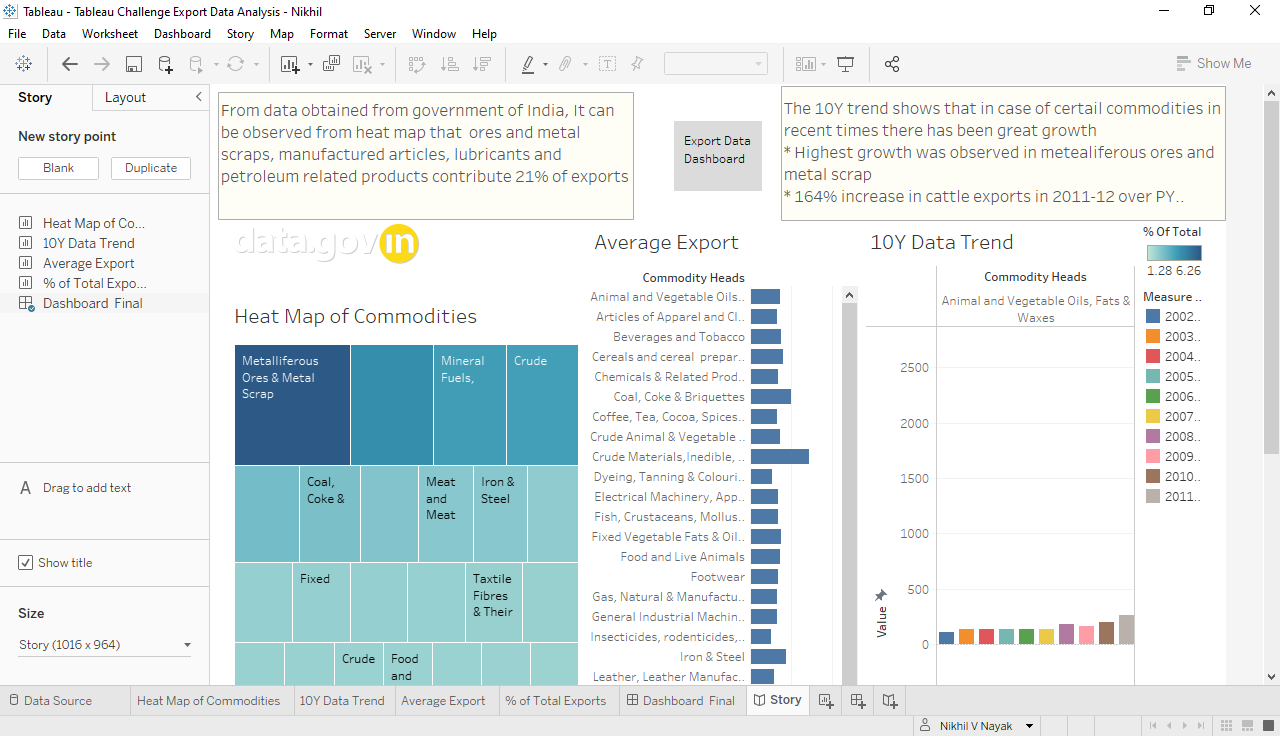 Tableau - Tableau Challenge Export Data Analysis - Nikhil
File Data Worksheet Dashboard Story Map Format Server Window Help
Show Me
Story Layout
New story point
Blank Duplicate
Heat Map of Co...
10Y Data Trend
Average Export
% of Total Expo...
Dashboard Final
A Drag to add text
Show title
Size
Story (1016 x 964)
From data obtained from government of India, It can
be observed from heat map that ores and metal
scraps, manufactured articles, lubricants and
petroleum related products contribute 21% of exports
Export Data
Dashboard
The 10Y trend shows that in case of certail commodities in
recent times there has been great growth
* Highest growth was observed in metealiferous ores and
metal scrap
* 164% increase in cattle exports in 2011-12 over PY..
data.gov in
Heat Map of Commodities
Metalliferous
Ores & Metal
Scrap
Mineral
Fuels,
Crude
Coal,
Coke &
Meat
and
Meat
Iron &
Steel
Fixed
Taxtile
Fibres
& Their
Crude
Food
and
Average Export
Commodity Heads
Animal and Vegetable Oils..
Articles of Apparel and Cl..
Beverages and Tobacco
Cereals and cereal prepar..
Chemicals & Related Prod..
Coal, Coke & Briquettes
Coffee, Tea, Cocoa, Spices..
Crude Animal & Vegetable ..
Crude Materials,Inedible, ..
Dyeing, Tanning & Colouri..
Electrical Machinery, App..
Fish, Crustaceans, Mollus..
Fixed Vegetable Fats & Oil..
Food and Live Animals
Footwear
Gas, Natural & Manufactu..
General Industrial Machin..
Insecticides, rodenticides,..
Iron & Steel
Leather, Leather Manufac..
10Y Data Trend
Commodity Heads
Animal and Vegetable Oils, Fats &
Waxes
2500
2000
1500
1000
500
0
Value
% Of Total
1.28 6.26
Measure ..
2002..
2003..
2004..
2005..
2006..
2007..
2008..
2009..
2010..
2011..
Data Source Heat Map of Commodities 10Y Data Trend Average Export % of Total Exports Dashboard Final Story
Nikhil V Nayak